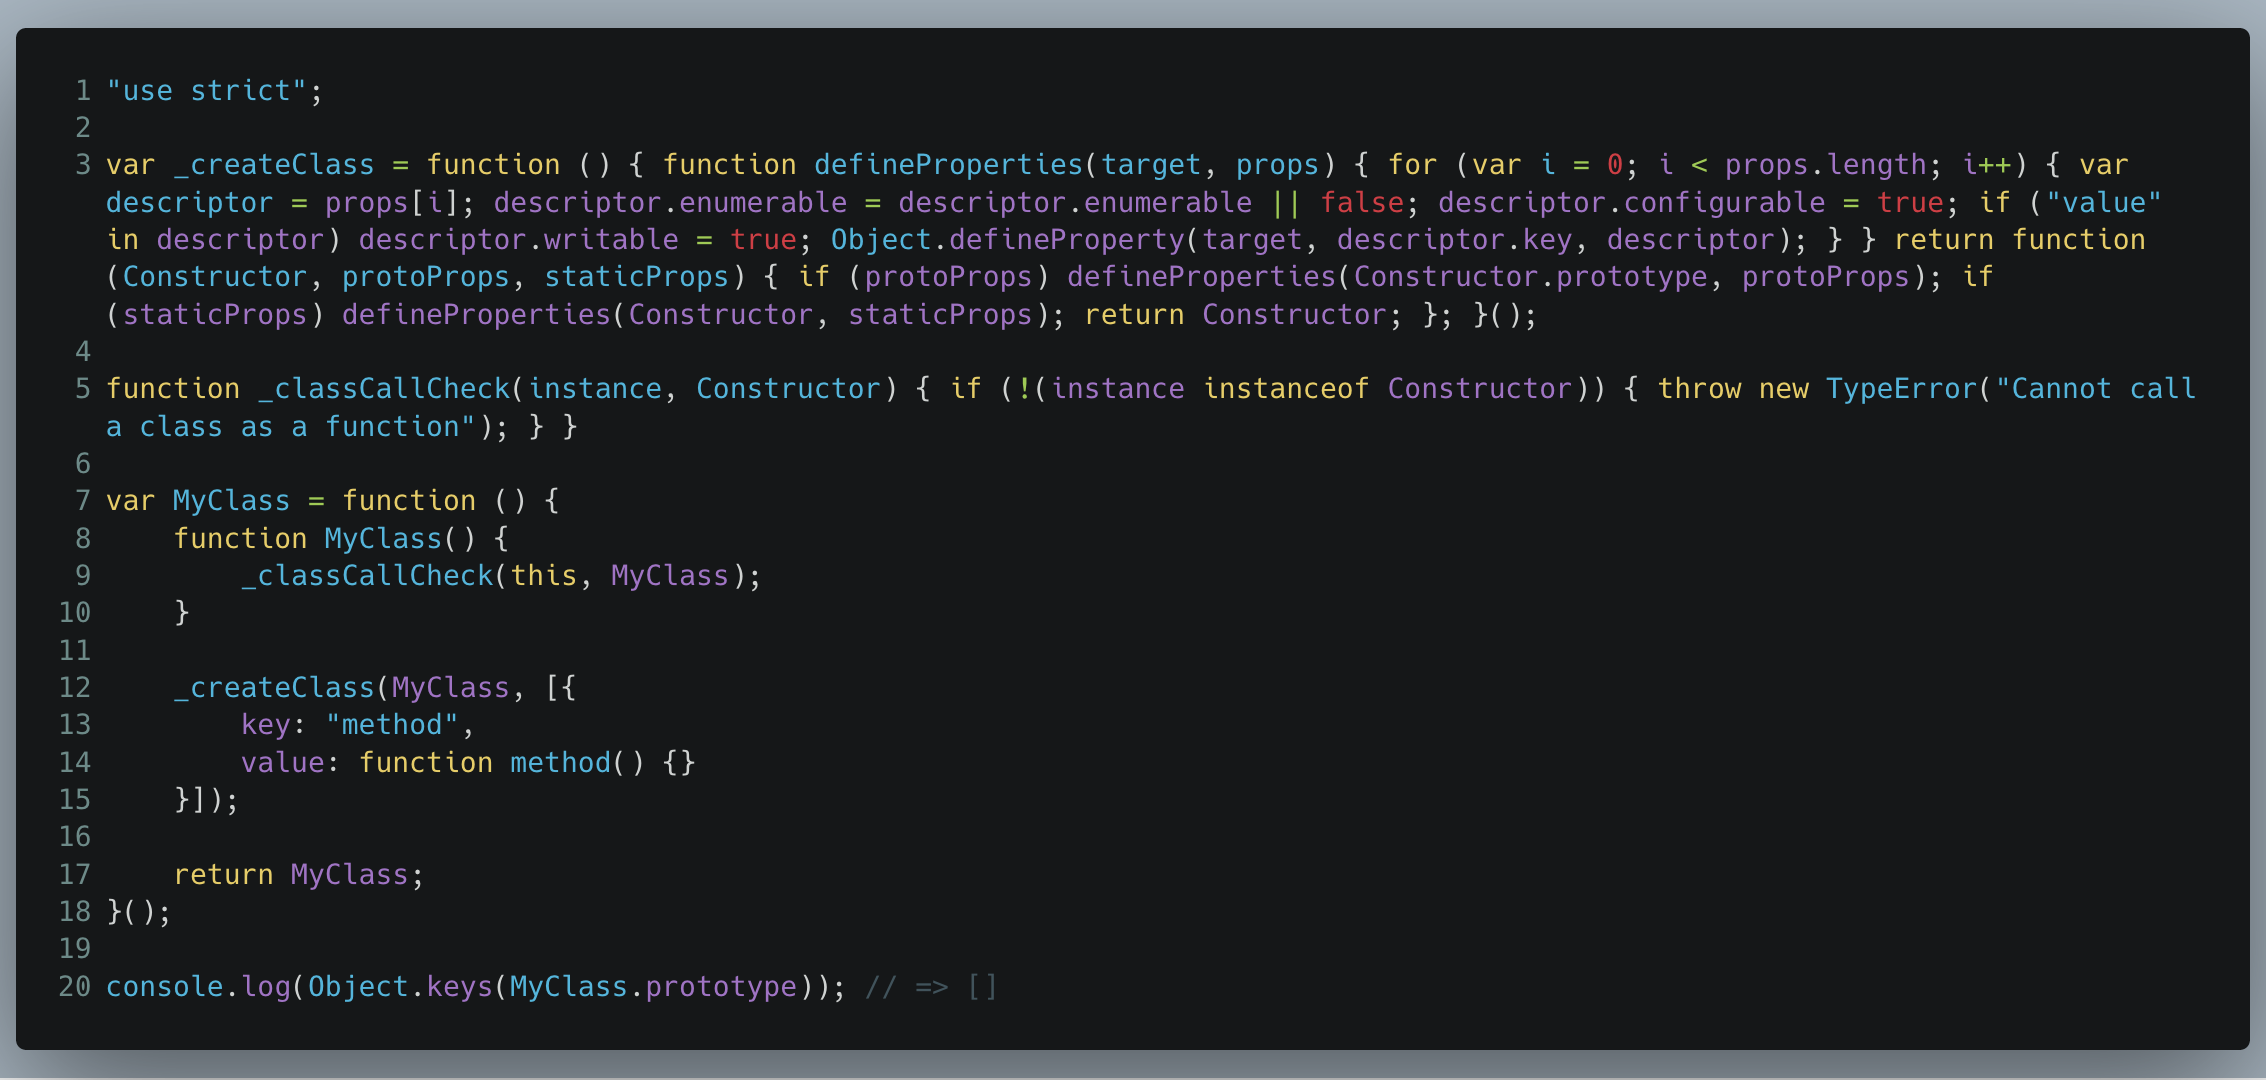 1 "use strict";
2
3 var _createClass = function () { function defineProperties(target, props) { for (var i = 0; i < props.length; i++) { var
descriptor = props[i]; descriptor.enumerable = descriptor.enumerable || false; descriptor.configurable = true; if ("value"
in descriptor) descriptor.writable = true; Object.defineProperty(target, descriptor.key, descriptor); } } return function
(Constructor, protoProps, staticProps) { if (protoProps) defineProperties(Constructor.prototype, protoProps); if
(staticProps) defineProperties(Constructor, staticProps); return Constructor; }; }();
4
5 function _classCallCheck(instance, Constructor) { if (!(instance instanceof Constructor)) { throw new TypeError("Cannot call
a class as a function"); } }
6
7 var MyClass = function () {
8     function MyClass() {
9         _classCallCheck(this, MyClass);
10     }
11
12     _createClass(MyClass, [{
13         key: "method",
14         value: function method() {}
15     }]);
16
17     return MyClass;
18 }();
19
20 console.log(Object.keys(MyClass.prototype)); // => []